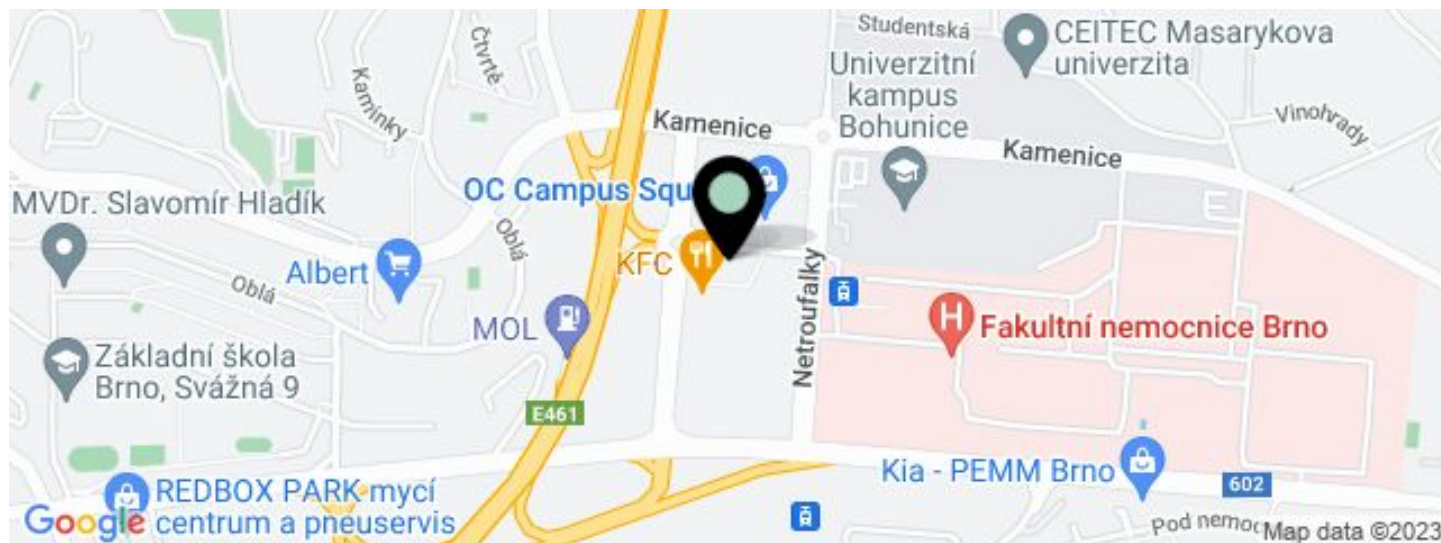 Studentská
CEITEC Masarykova
univerzita
Čtvrtě
Univerzitní
kampus
Bohunice
Vinohrady
Kamínky
Kamenice
Kamenice
OC Campus Squ
MVDr. Slavomír Hladík
Oblá
KFC
Albert
Oblá
Netroufalky
MOL
H
Fakultní nemocnice Brno
Základní škola
Brno, Svážná 9
E461
Kia - PEMM Brno
602
REDBOX PARK mycí
centrum a pneuservis
Google
Pod nemoc
Map data ©2023